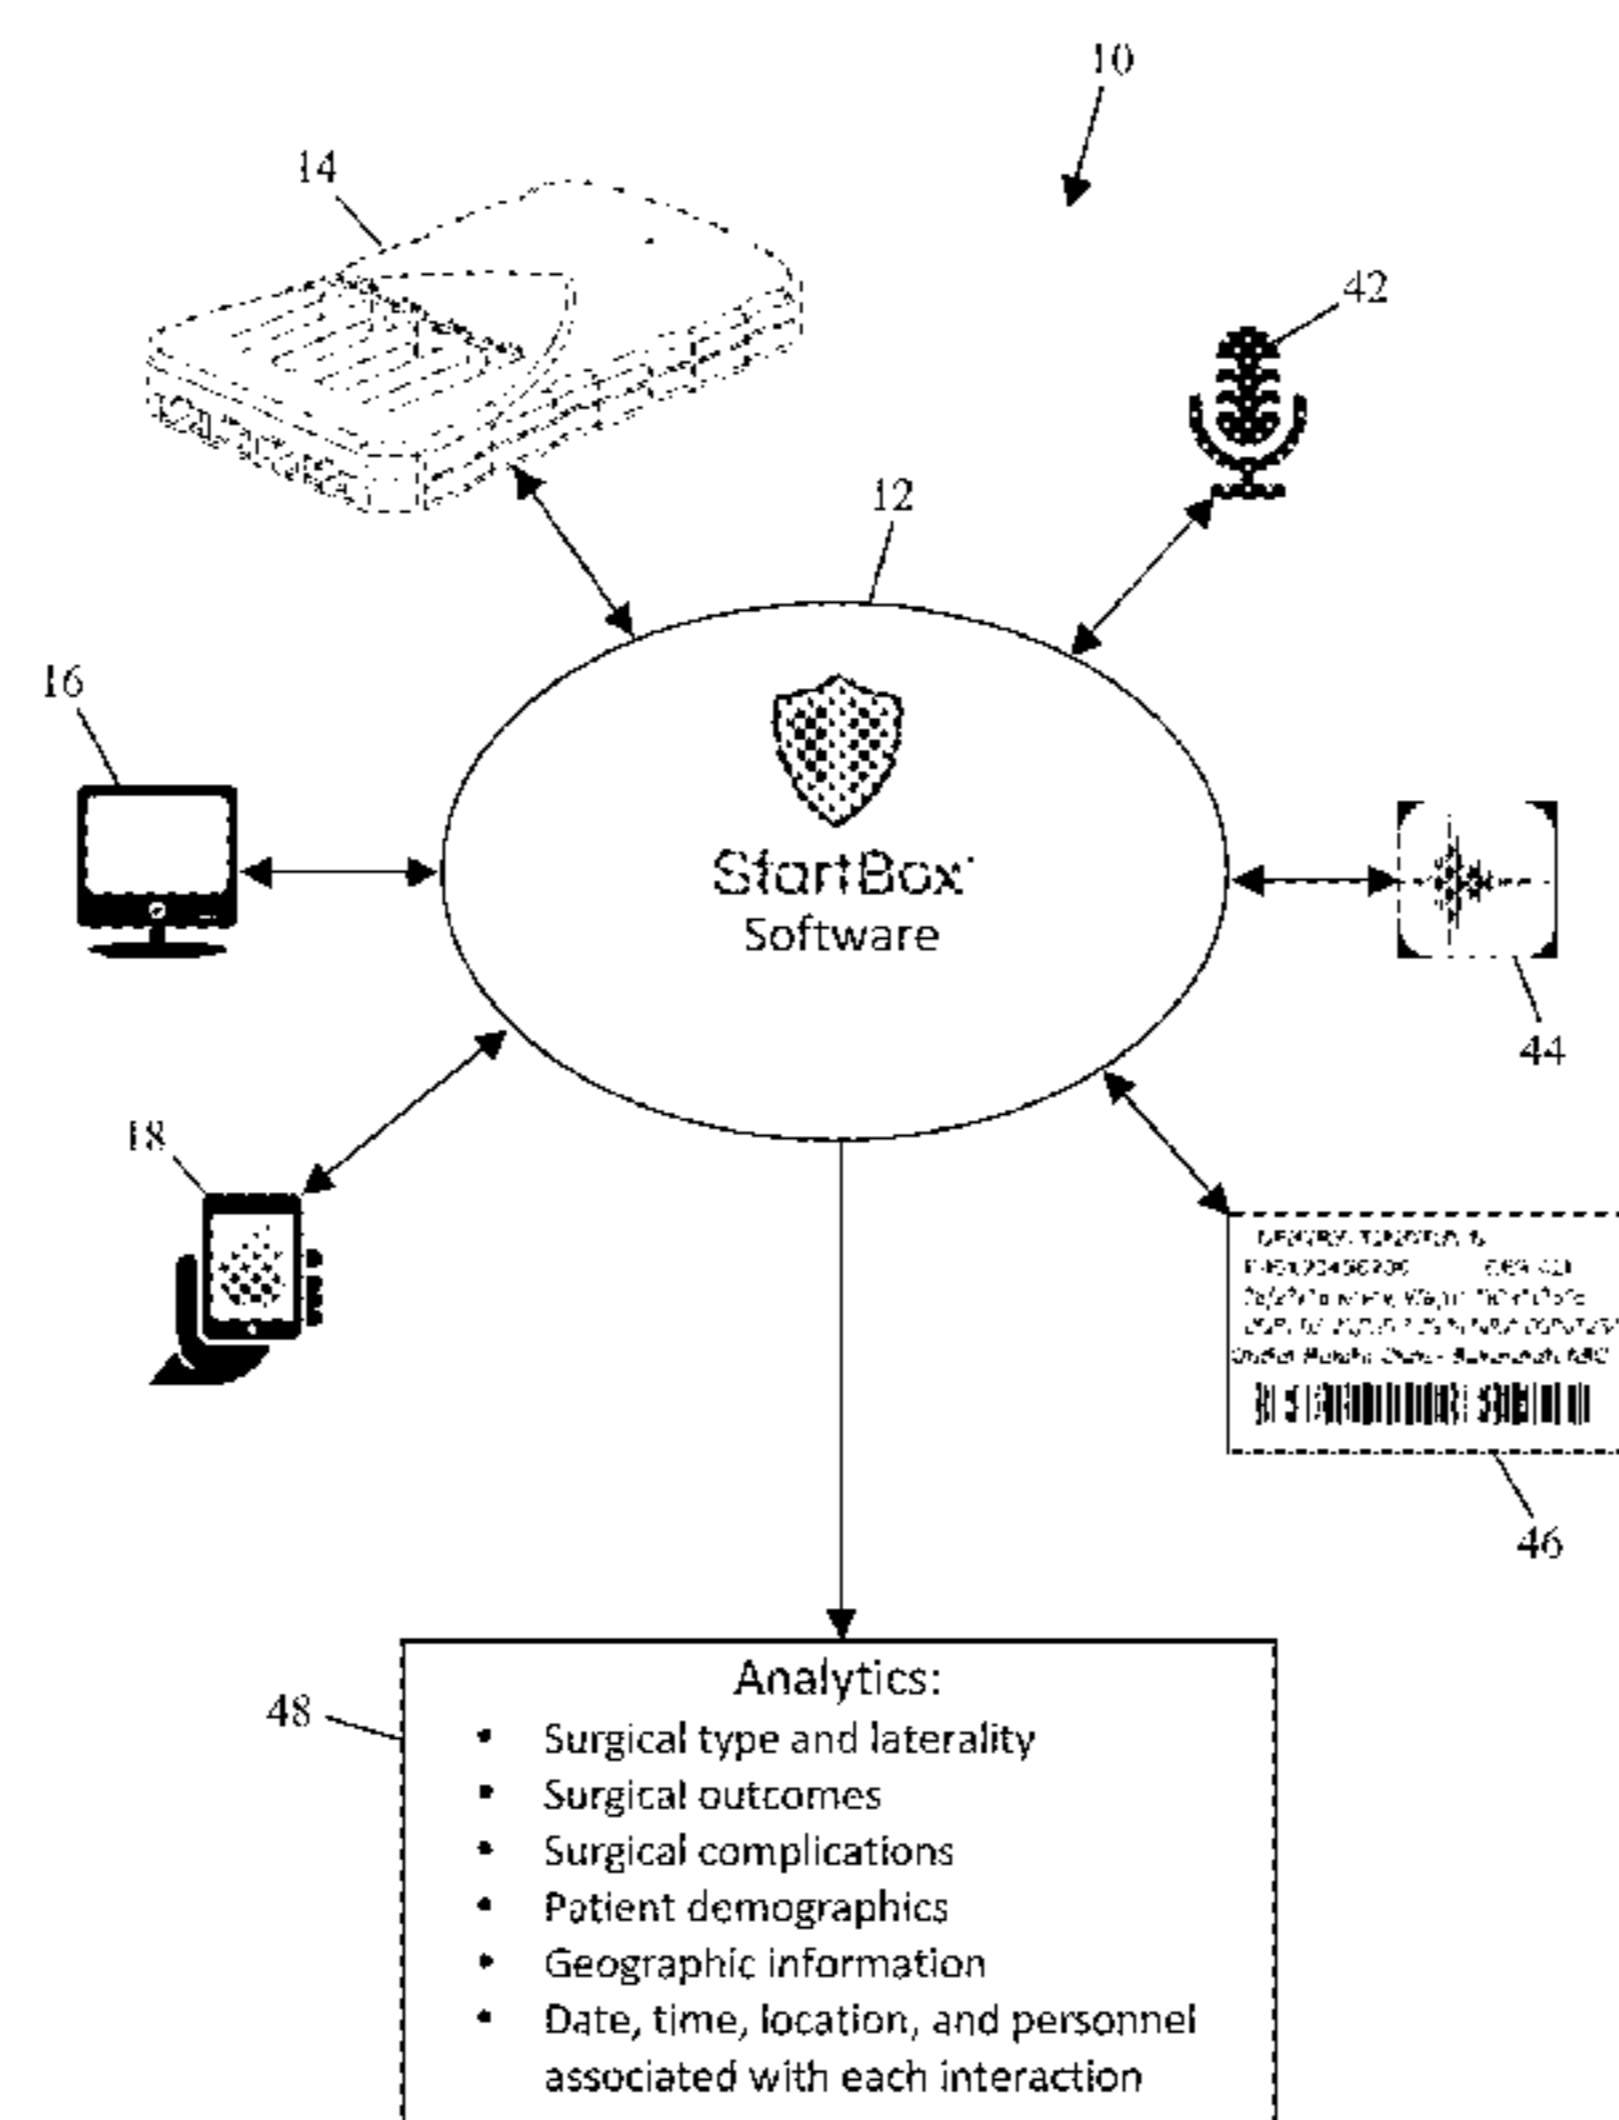 10
14
42
12
16
StartBox
Software
44
18
46
Analytics:
48
• Surgical type and laterality
• Surgical outcomes
• Surgical complications
• Patient demographics
• Geographic information
• Date, time, location, and personnel
associated with each interaction